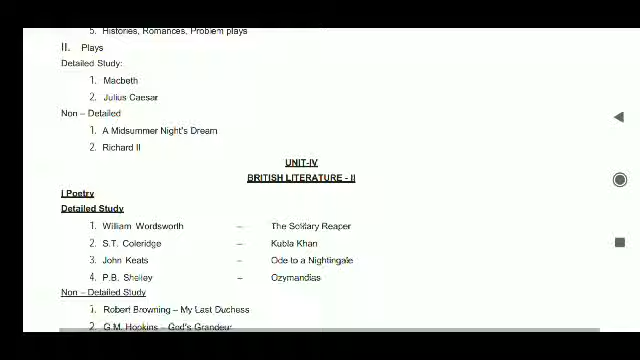 5. Histories, Romances, Problem plays
II. Plays
Detailed Study:
1. Macbeth
2. Julius Caesar
Non – Detailed
1. A Midsummer Night's Dream
2. Richard II
UNIT-IV
BRITISH LITERATURE - II
I Poetry
Detailed Study
1. William Wordsworth – The Solitary Reaper
2. S.T. Coleridge – Kubla Khan
3. John Keats – Ode to a Nightingale
4. P.B. Shelley – Ozymandias
Non – Detailed Study
1. Robert Browning – My Last Duchess
2. G.M. Hopkins – God's Grandeur